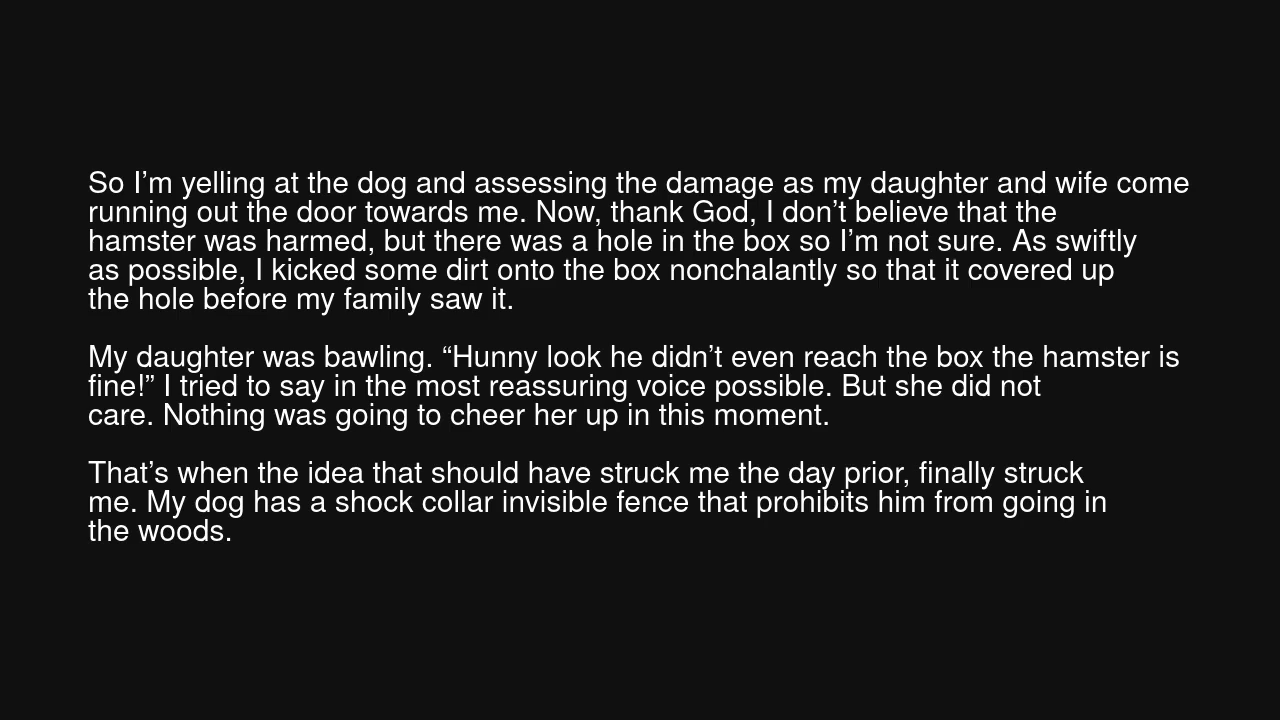 So I’m yelling at the dog and assessing the damage as my daughter and wife come
running out the door towards me. Now, thank God, I don’t believe that the
hamster was harmed, but there was a hole in the box so I’m not sure. As swiftly
as possible, I kicked some dirt onto the box nonchalantly so that it covered up
the hole before my family saw it.
My daughter was bawling. “Hunny look he didn’t even reach the box the hamster is
fine!” I tried to say in the most reassuring voice possible. But she did not
care. Nothing was going to cheer her up in this moment.
That’s when the idea that should have struck me the day prior, finally struck
me. My dog has a shock collar invisible fence that prohibits him from going in
the woods.